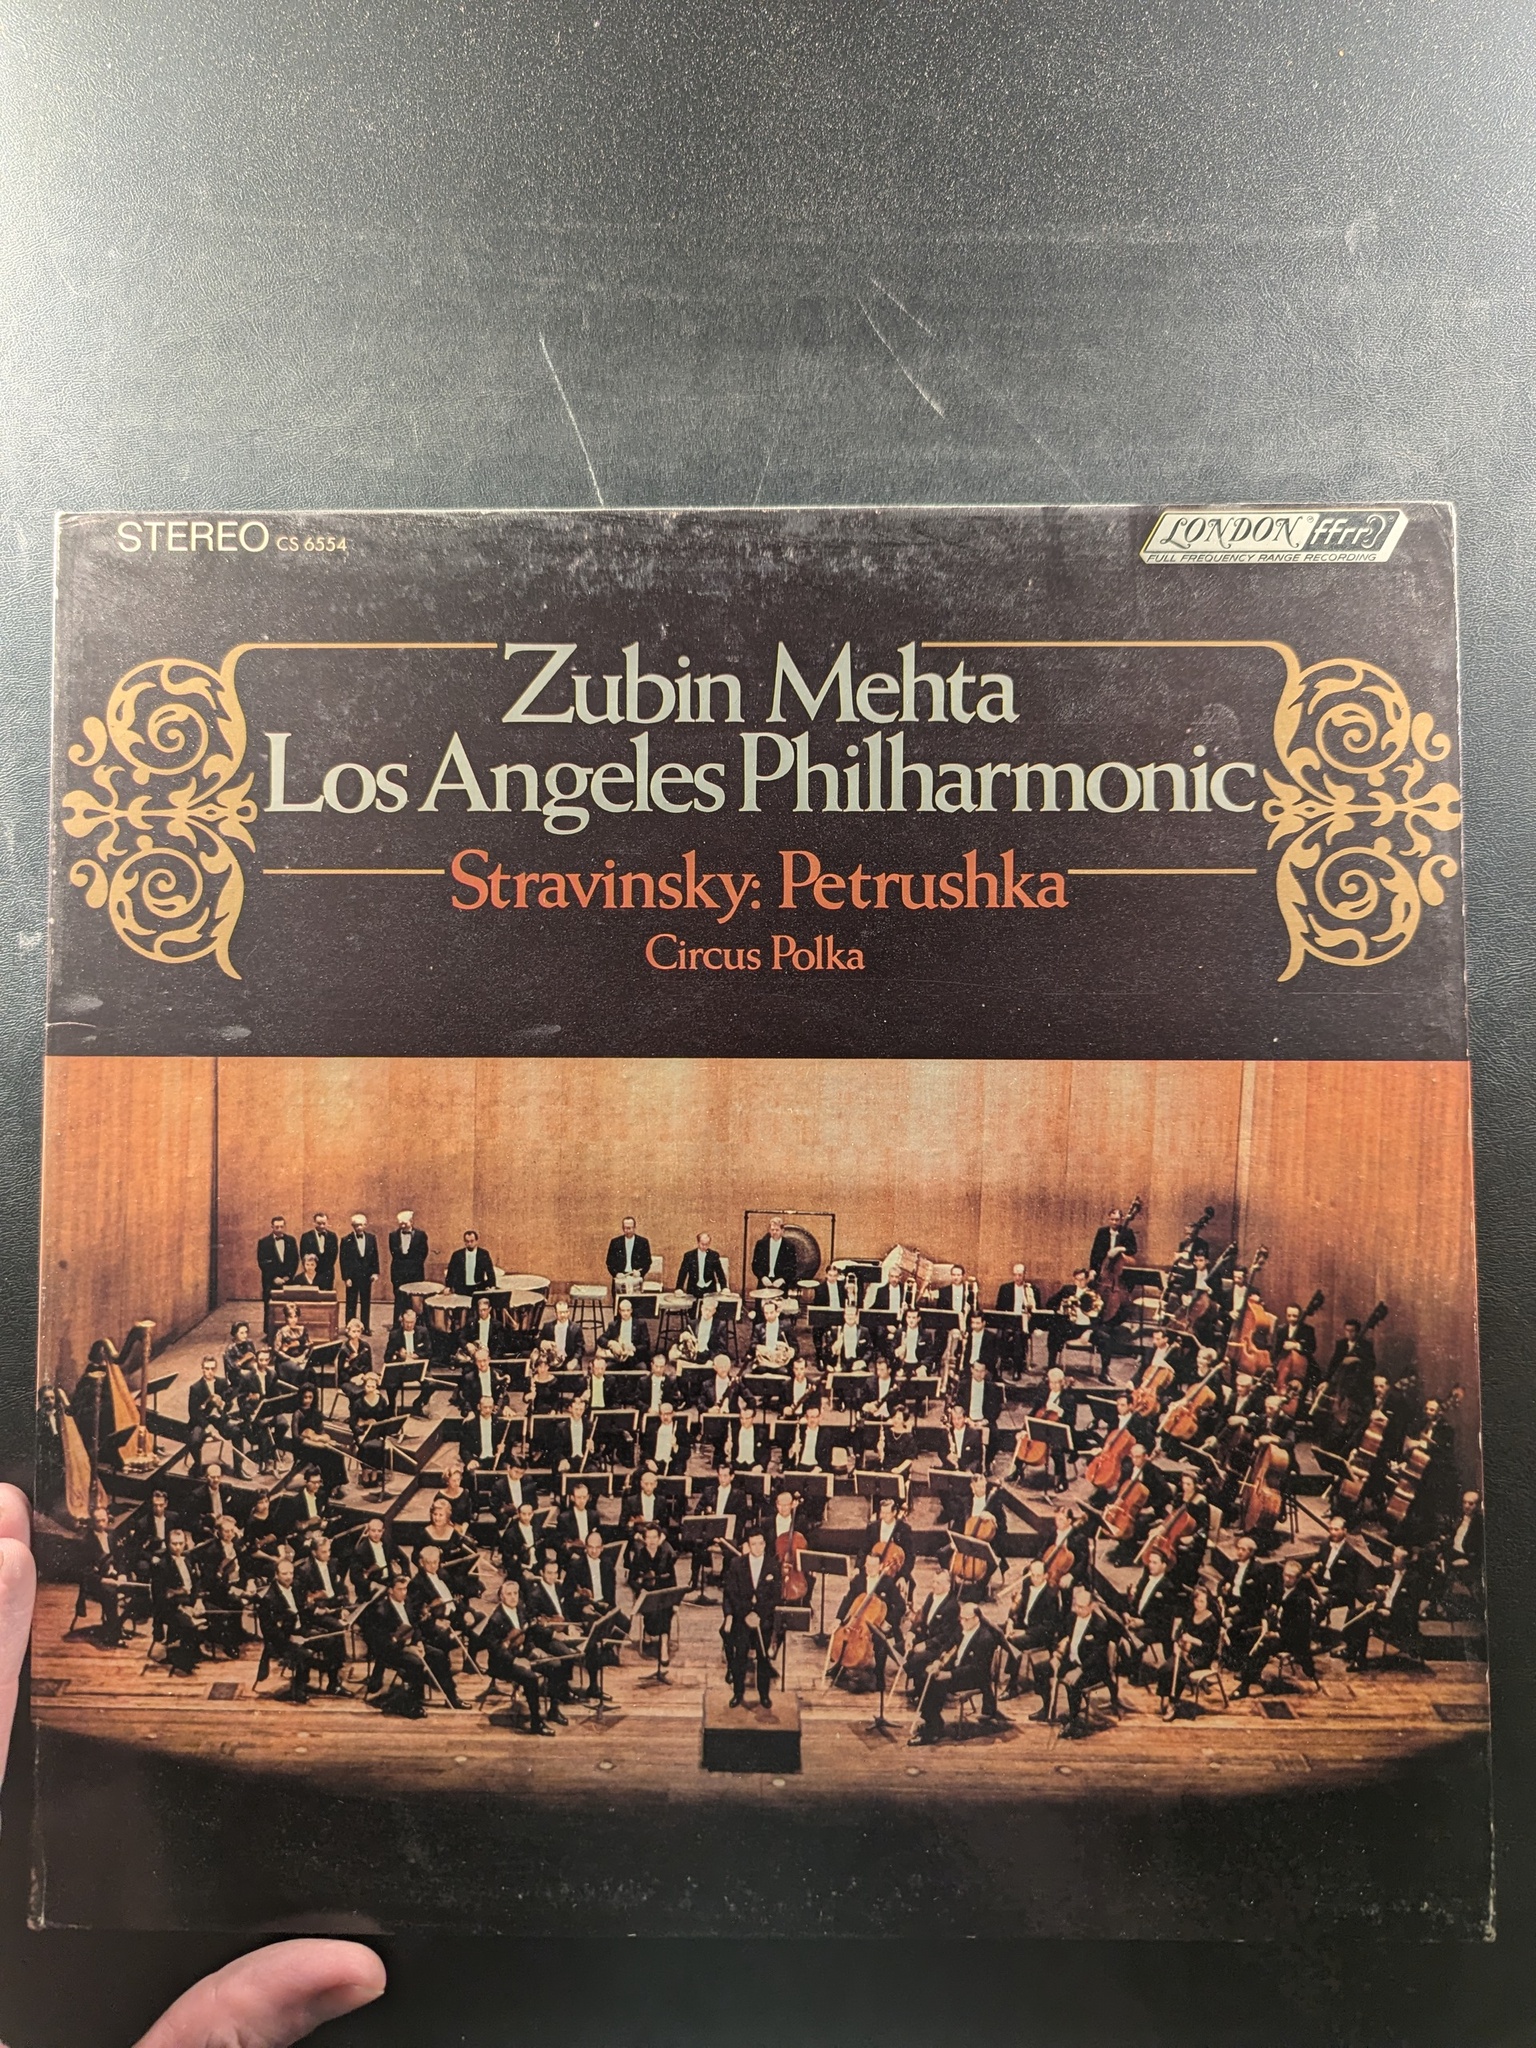 STEREO CS 6554
LONDON ® ffrr
FULL FREQUENCY RANGE RECORDING
Zubin Mehta
Los Angeles Philharmonic
Stravinsky: Petrushka
Circus Polka